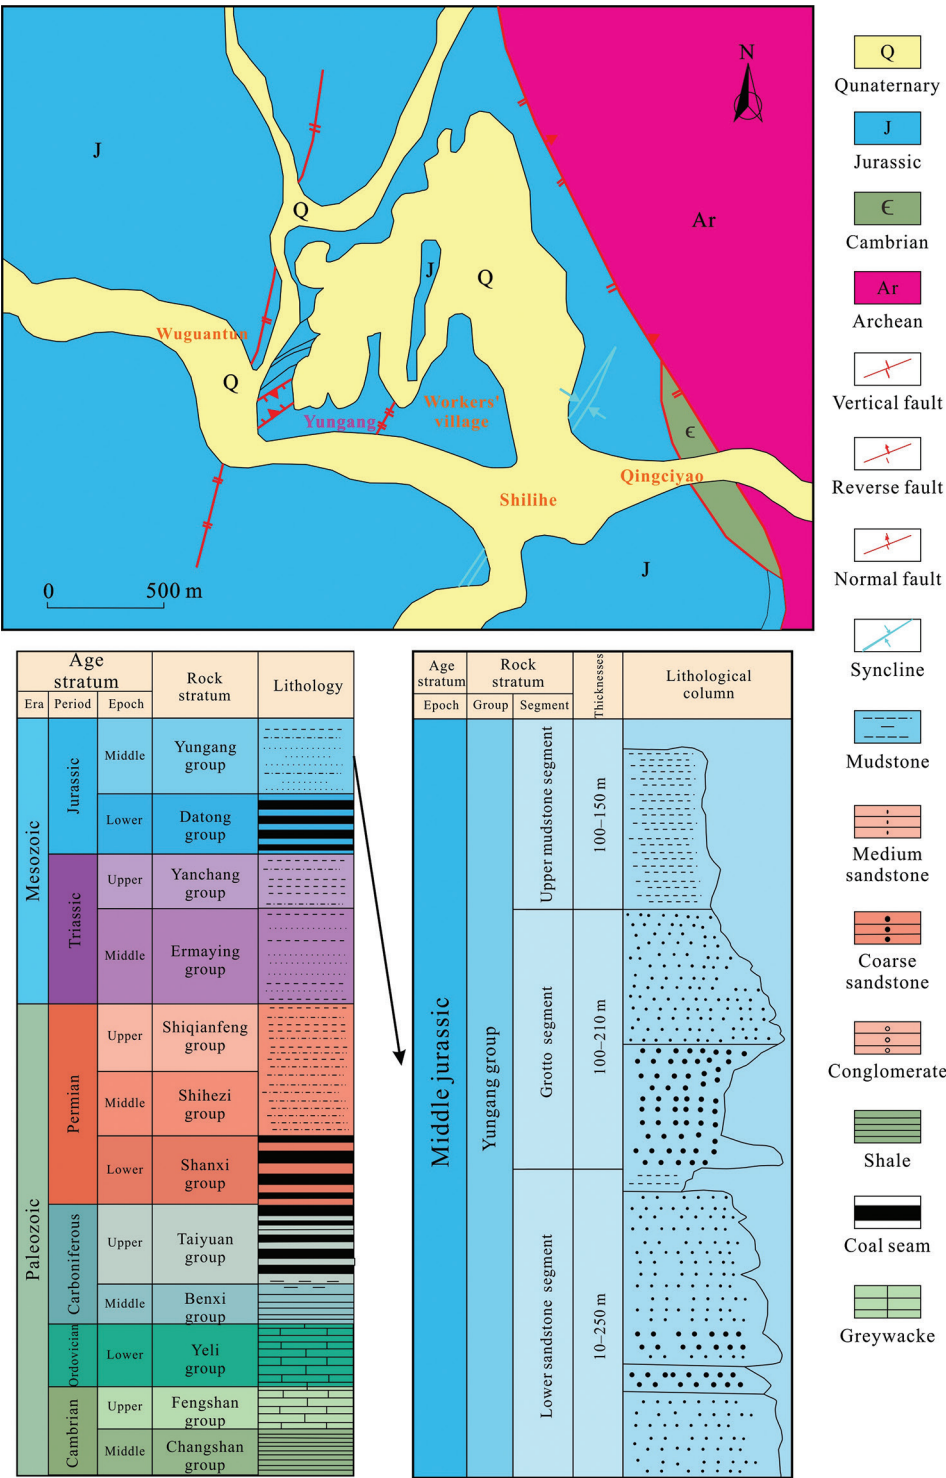 N
J
Q
Ar
J
Q
Wuguantun
Q
Workers'
village
Yungang
Є
Qingciyao
Shilihe
J
0 500 m
Q
Qunaternary
J
Jurassic
Є
Cambrian
Ar
Archean
Vertical fault
Reverse fault
Normal fault
Syncline
Mudstone
Medium
sandstone
Coarse
sandstone
Conglomerate
Shale
Coal seam
Greywacke
Age
stratum
Rock
stratum
Lithology
Era Period Epoch
Mesozoic
Jurassic
Middle
Yungang
group
Lower
Datong
group
Triassic
Upper
Yanchang
group
Middle
Ermaying
group
Paleozoic
Permian
Upper
Shiqianfeng
group
Middle
Shihezi
group
Lower
Shanxi
group
Carboniferous
Upper
Taiyuan
group
Middle
Benxi
group
Ordovician
Lower
Yeli
group
Cambrian
Upper
Fengshan
group
Middle
Changshan
group
Age
stratum
Rock
stratum
Thicknesses
Lithological
column
Epoch Group Segment
Middle jurassic
Yungang group
Upper mudstone segment
100–150 m
Grotto segment
100–210 m
Lower sandstone segment
10–250 m